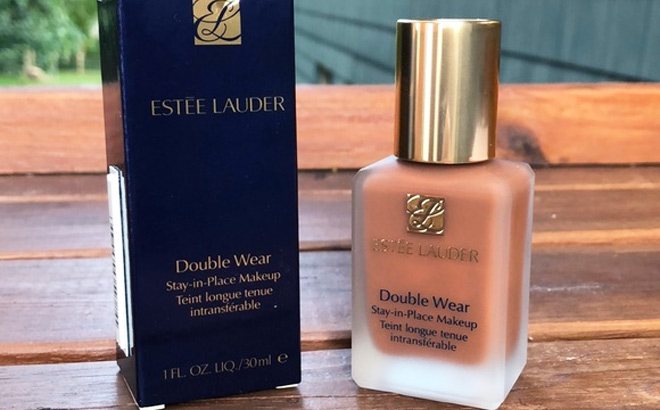 ESTĒE LAUDER
Double Wear
Stay-in-Place Makeup
Teint longue tenue
intransférable
1 FL. OZ. LIQ./30ml e
ESTĒE LAUDER
Double Wear
Stay-in-Place Makeup
Teint longue tenue
intransférable